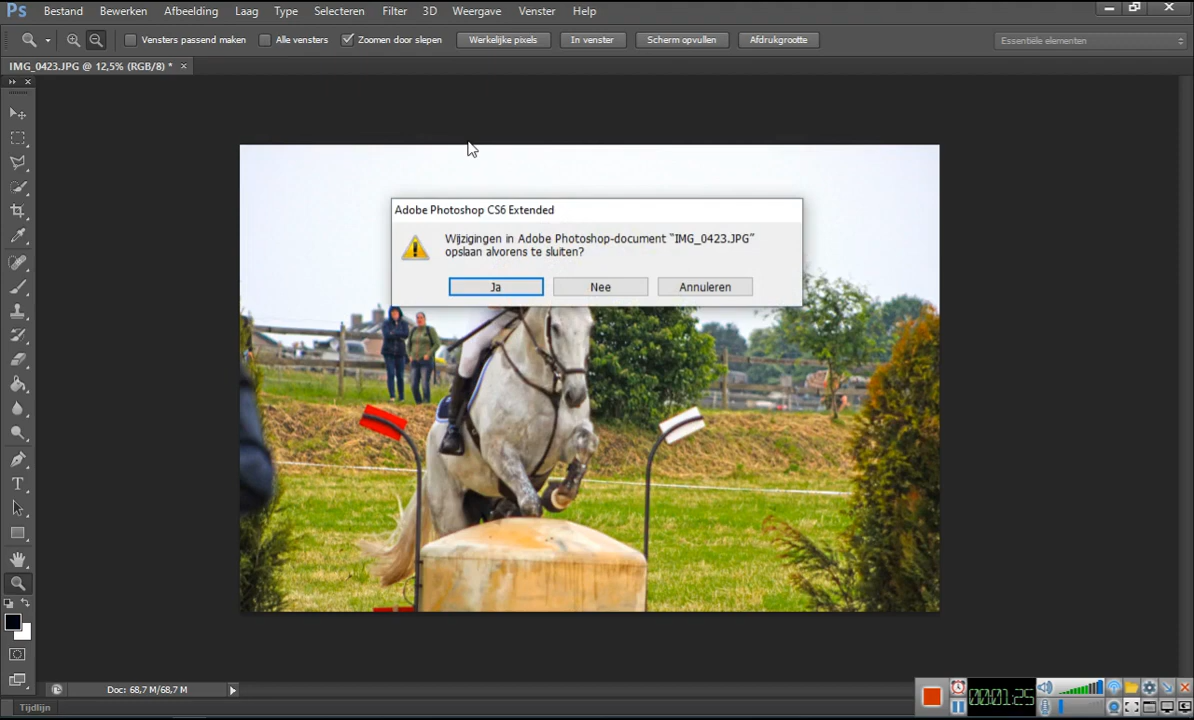 Ps Bestand Bewerken Afbeelding Laag Type Selecteren Filter 3D Weergave Venster Help
Vensters passend maken Alle vensters Zoomen door slepen Werkelijke pixels In venster Scherm opvullen Afdrukgrootte Essentiële elementen
IMG_0423.JPG @ 12,5% (RGB/8) * ×
Adobe Photoshop CS6 Extended
Wijzigingen in Adobe Photoshop-document “IMG_0423.JPG”
opslaan alvorens te sluiten?
Ja Nee Annuleren
Doc: 68,7 M/68,7 M
00:01:25
Tijdlijn